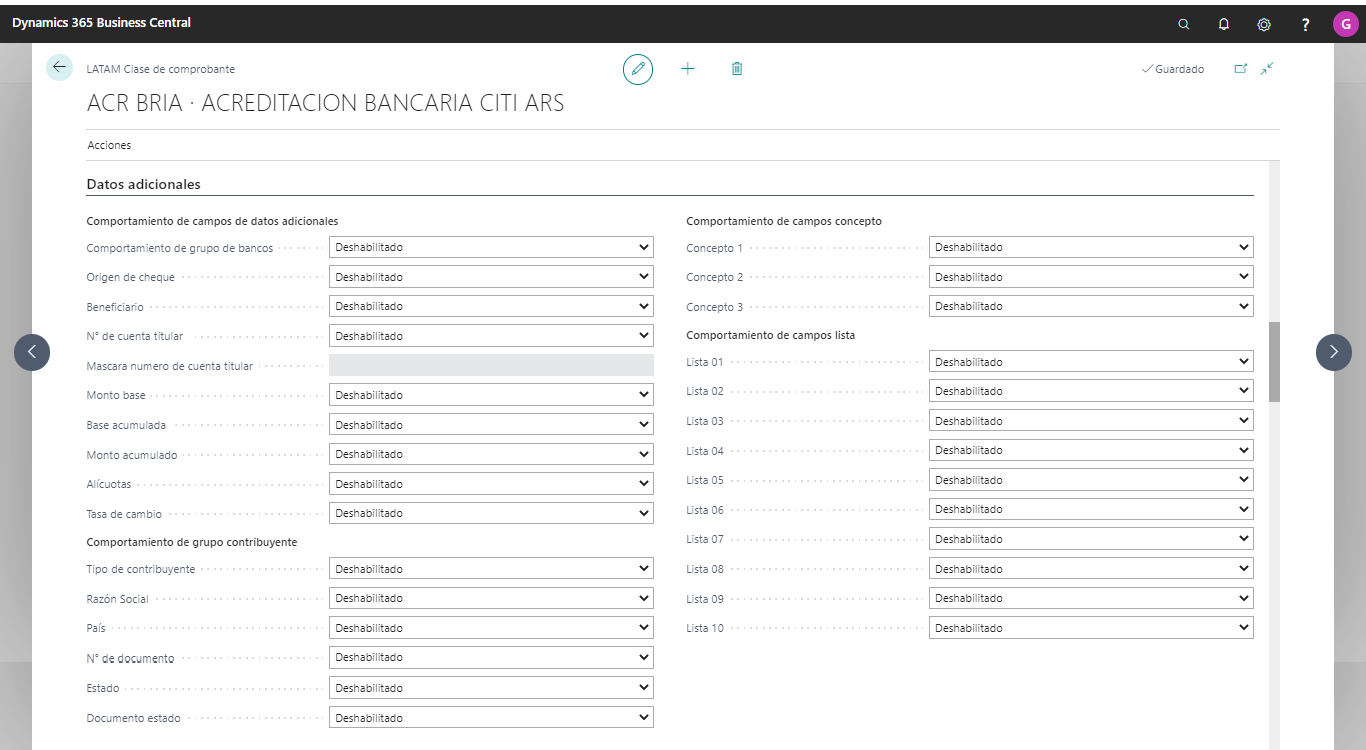 Dynamics 365 Business Central
?
G
LATAM Clase de comprobante
Guardado
ACR BRIA · ACREDITACION BANCARIA CITI ARS
Acciones
Datos adicionales
Comportamiento de campos de datos adicionales
Comportamiento de grupo de bancos Deshabilitado
Origen de cheque Deshabilitado
Beneficiario Deshabilitado
N° de cuenta titular Deshabilitado
Mascara numero de cuenta titular
Monto base Deshabilitado
Base acumulada Deshabilitado
Monto acumulado Deshabilitado
Alícuotas Deshabilitado
Tasa de cambio Deshabilitado
Comportamiento de grupo contribuyente
Tipo de contribuyente Deshabilitado
Razón Social Deshabilitado
País Deshabilitado
N° de documento Deshabilitado
Estado Deshabilitado
Documento estado Deshabilitado
Comportamiento de campos concepto
Concepto 1 Deshabilitado
Concepto 2 Deshabilitado
Concepto 3 Deshabilitado
Comportamiento de campos lista
Lista 01 Deshabilitado
Lista 02 Deshabilitado
Lista 03 Deshabilitado
Lista 04 Deshabilitado
Lista 05 Deshabilitado
Lista 06 Deshabilitado
Lista 07 Deshabilitado
Lista 08 Deshabilitado
Lista 09 Deshabilitado
Lista 10 Deshabilitado